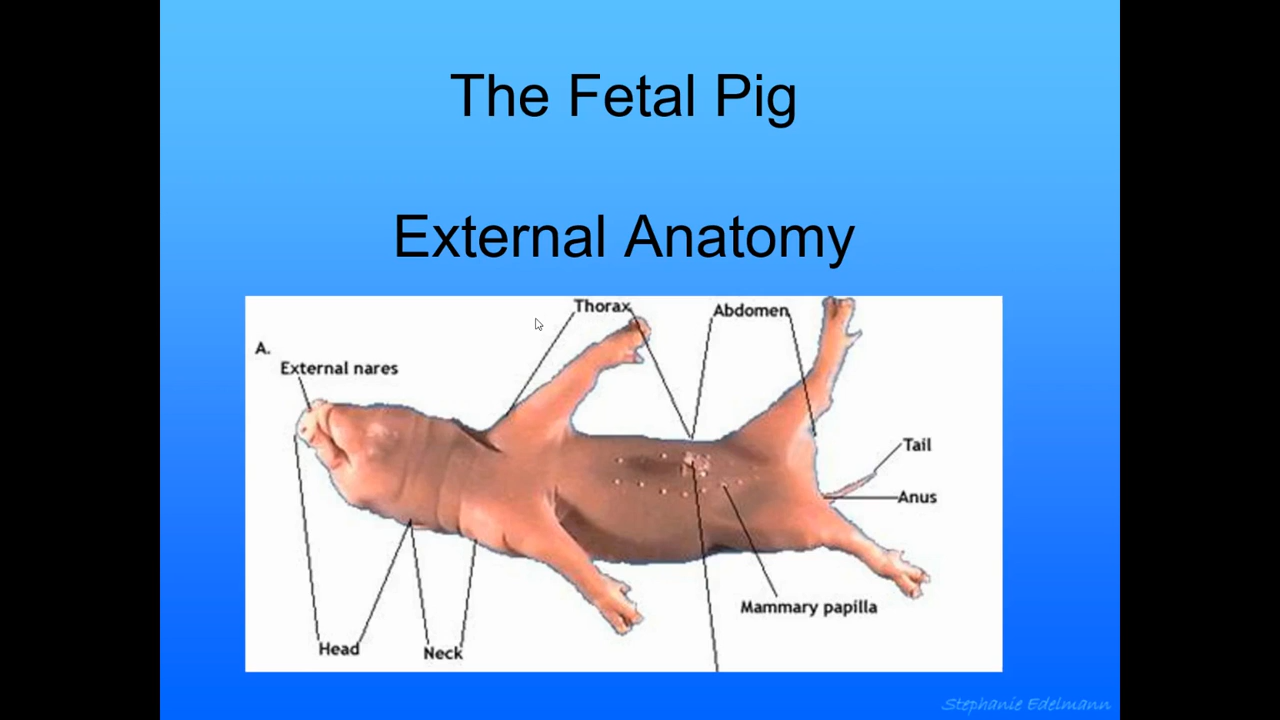 The Fetal Pig
External Anatomy
Thorax
Abdomen
A.
External nares
Tail
Anus
Mammary papilla
Head
Neck
Stephanie Edelmann